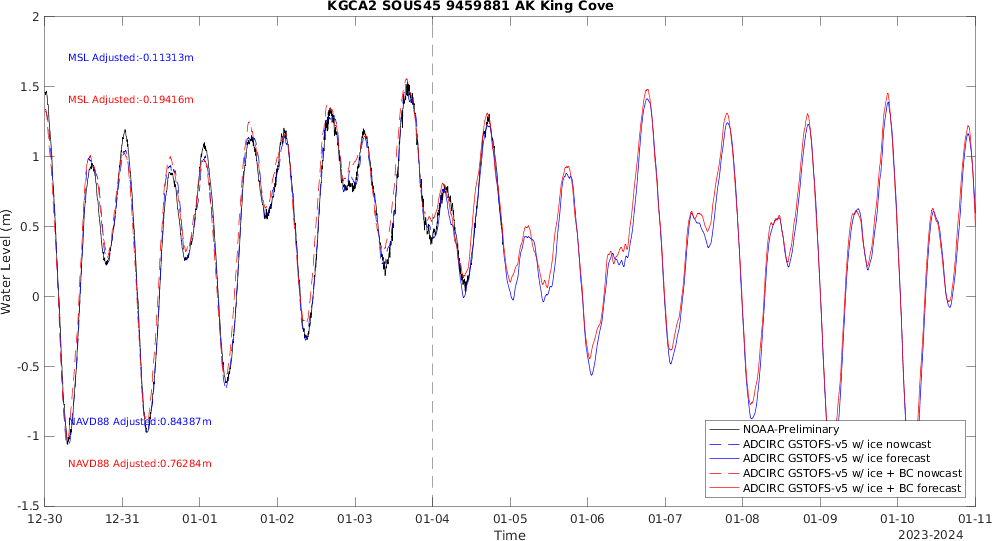 KGCA2 SOUS45 9459881 AK King Cove
2
1.5
1
0.5
0
-0.5
-1
-1.5
Water Level (m)
MSL Adjusted:-0.11313m
MSL Adjusted:-0.19416m
NAVD88 Adjusted:0.84387m
NAVD88 Adjusted:0.76284m
NOAA-Preliminary
ADCIRC GSTOFS-v5 w/ ice nowcast
ADCIRC GSTOFS-v5 w/ ice forecast
ADCIRC GSTOFS-v5 w/ ice + BC nowcast
ADCIRC GSTOFS-v5 w/ ice + BC forecast
12-30 12-31 01-01 01-02 01-03 01-04 01-05 01-06 01-07 01-08 01-09 01-10 01-11
Time
2023-2024